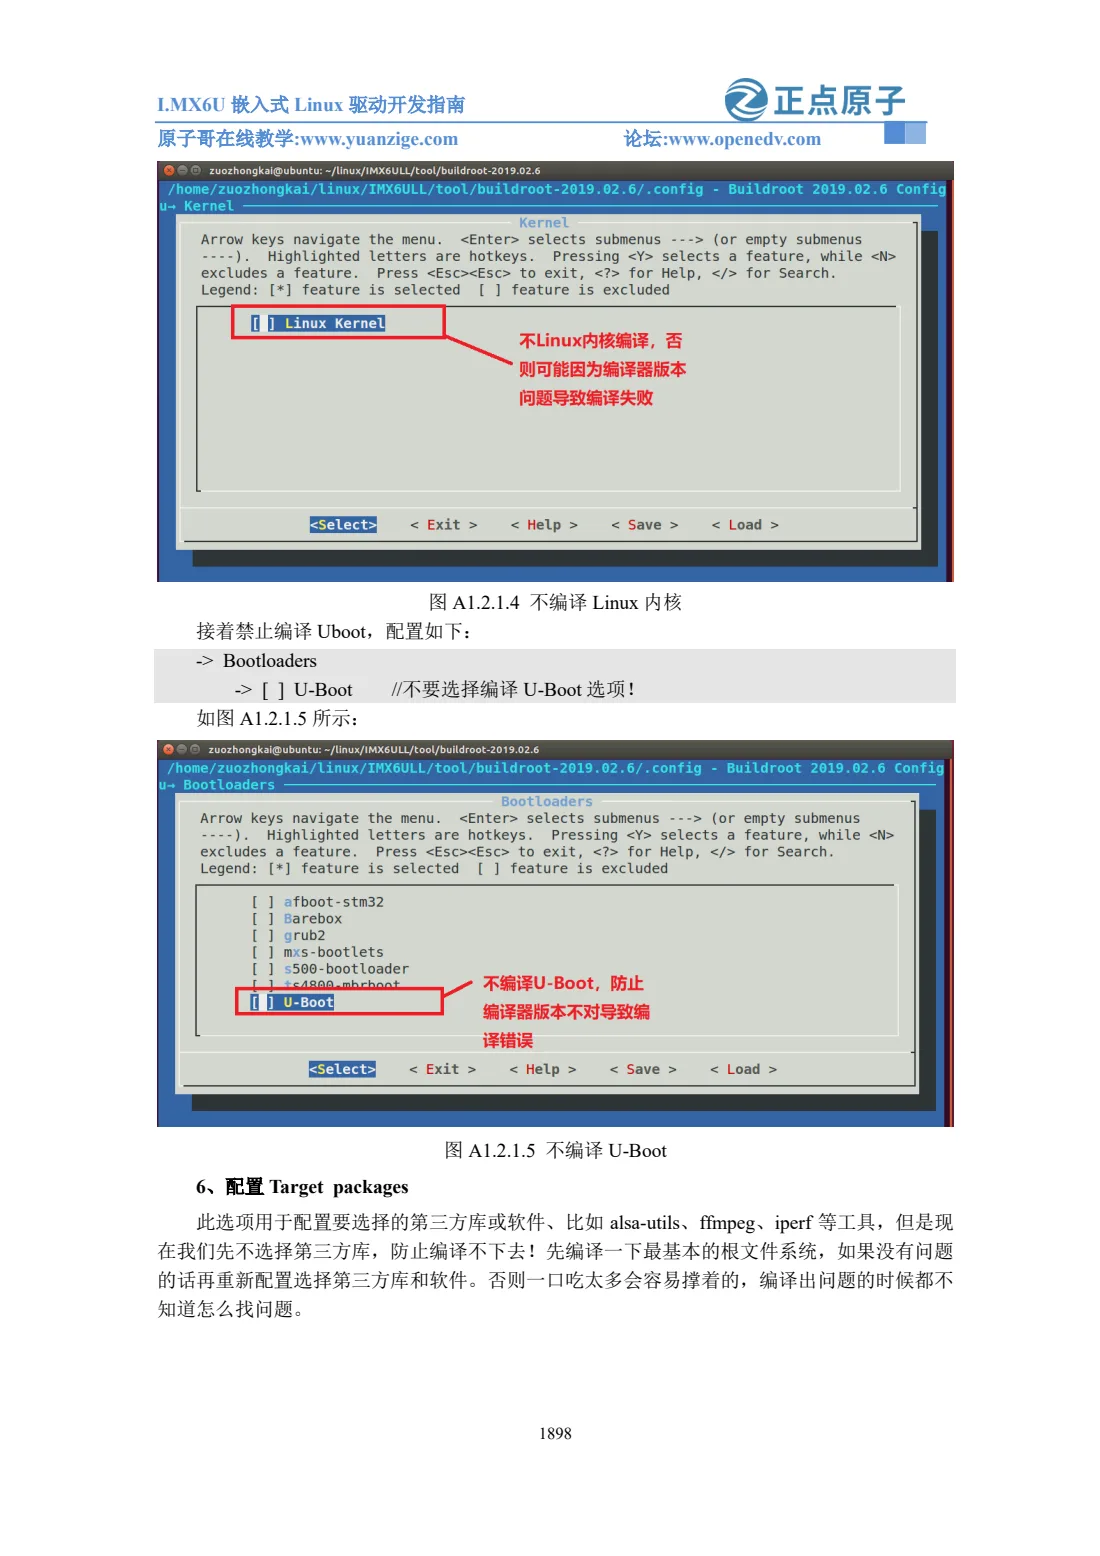 I.MX6U 嵌入式 Linux 驱动开发指南
正点原子
原子哥在线教学:www.yuanzige.com 论坛:www.openedv.com
zuozhongkai@ubuntu: ~/linux/IMX6ULL/tool/buildroot-2019.02.6
/home/zuozhongkai/linux/IMX6ULL/tool/buildroot-2019.02.6/.config - Buildroot 2019.02.6 Config
u→ Kernel
Kernel
Arrow keys navigate the menu.  <Enter> selects submenus ---> (or empty submenus
----).  Highlighted letters are hotkeys.  Pressing <Y> selects a feature, while <N>
excludes a feature.  Press <Esc><Esc> to exit, <?> for Help, </> for Search.
Legend: [*] feature is selected  [ ] feature is excluded
[ ] Linux Kernel
不Linux内核编译，否
则可能因为编译器版本
问题导致编译失败
<Select>    < Exit >    < Help >    < Save >    < Load >
图 A1.2.1.4 不编译 Linux 内核
接着禁止编译 Uboot，配置如下：
-> Bootloaders
-> [ ] U-Boot //不要选择编译 U-Boot 选项！
如图 A1.2.1.5 所示：
zuozhongkai@ubuntu: ~/linux/IMX6ULL/tool/buildroot-2019.02.6
/home/zuozhongkai/linux/IMX6ULL/tool/buildroot-2019.02.6/.config - Buildroot 2019.02.6 Config
u→ Bootloaders
Bootloaders
Arrow keys navigate the menu.  <Enter> selects submenus ---> (or empty submenus
----).  Highlighted letters are hotkeys.  Pressing <Y> selects a feature, while <N>
excludes a feature.  Press <Esc><Esc> to exit, <?> for Help, </> for Search.
Legend: [*] feature is selected  [ ] feature is excluded
[ ] afboot-stm32
[ ] Barebox
[ ] grub2
[ ] mxs-bootlets
[ ] s500-bootloader
[ ] ts4800-mbrboot
[ ] U-Boot
不编译U-Boot，防止
编译器版本不对导致编
译错误
<Select>    < Exit >    < Help >    < Save >    < Load >
图 A1.2.1.5 不编译 U-Boot
6、配置 Target packages
此选项用于配置要选择的第三方库或软件、比如 alsa-utils、ffmpeg、iperf 等工具，但是现
在我们先不选择第三方库，防止编译不下去！先编译一下最基本的根文件系统，如果没有问题
的话再重新配置选择第三方库和软件。否则一口吃太多会容易撑着的，编译出问题的时候都不
知道怎么找问题。
1898